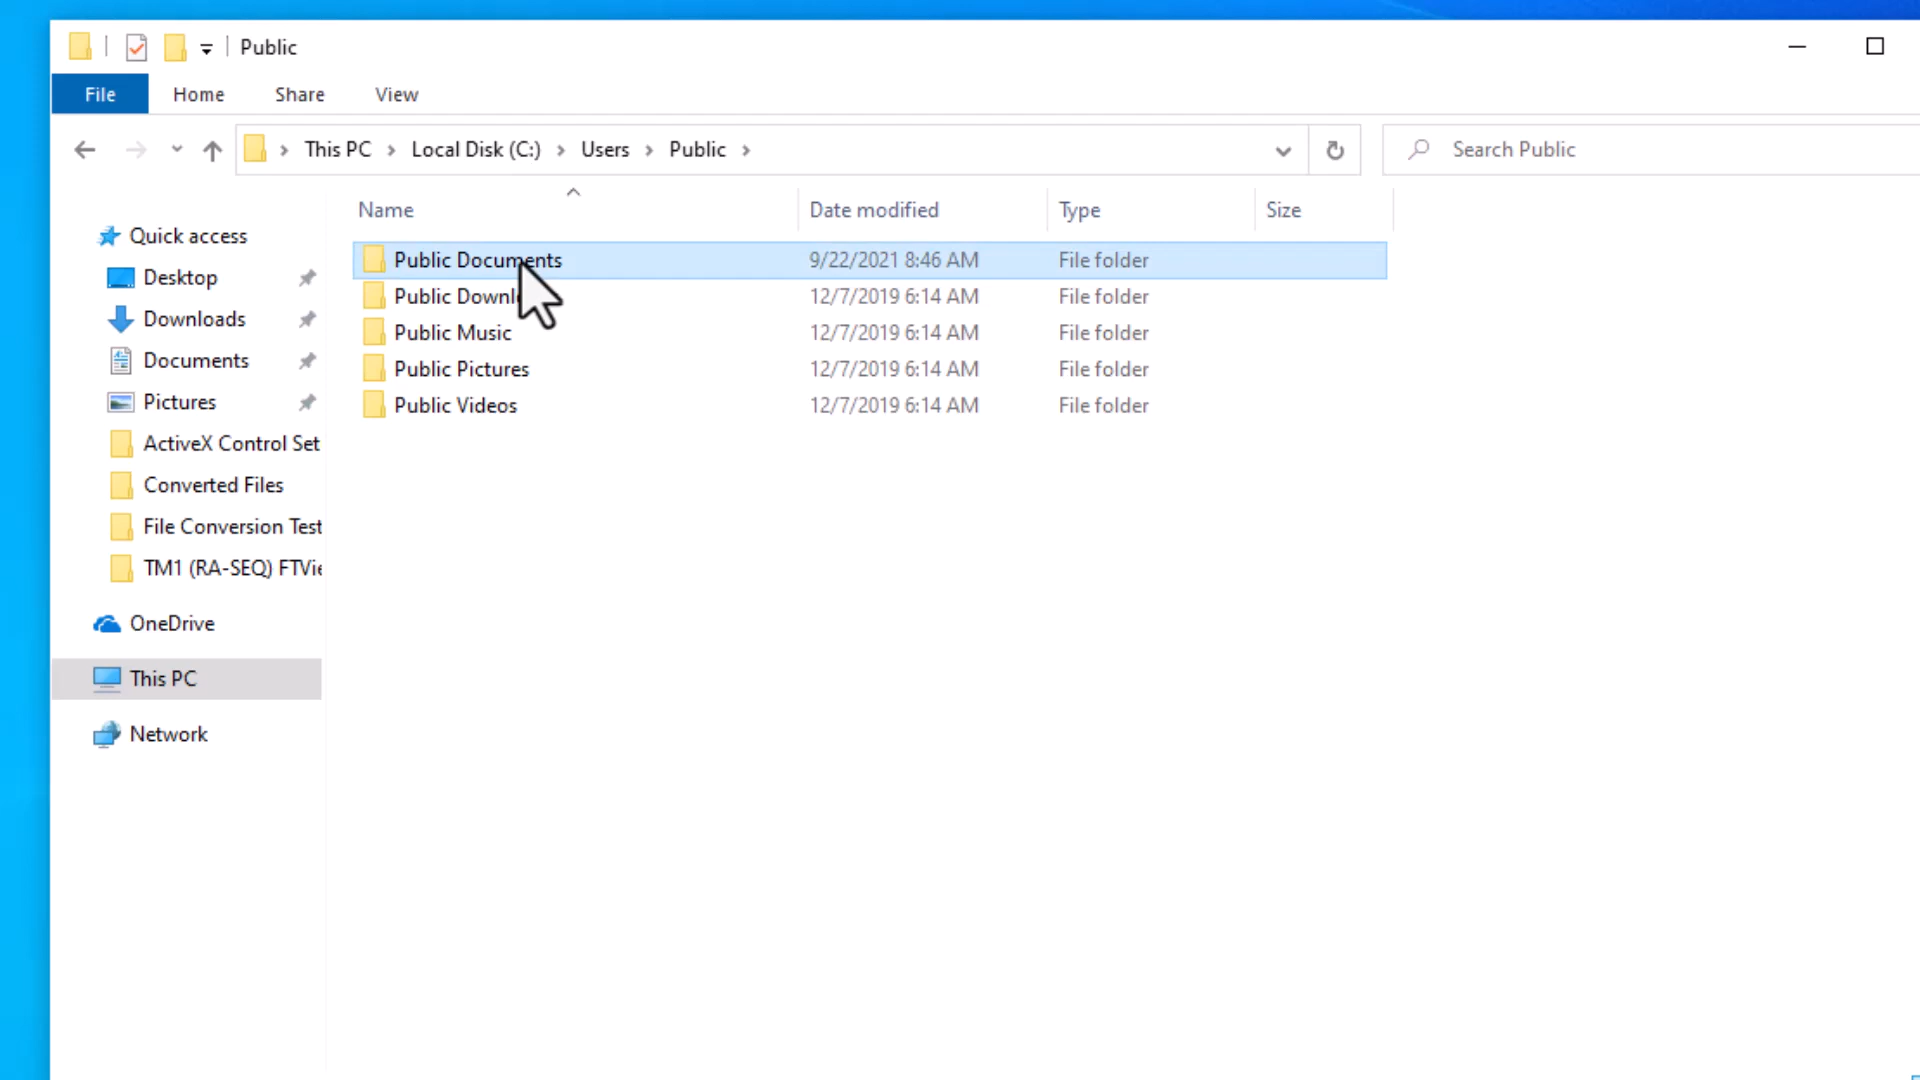 Public
File Home Share View
This PC > Local Disk (C:) > Users > Public >
Search Public
Name Date modified Type Size
Quick access
Desktop
Downloads
Documents
Pictures
ActiveX Control Set
Converted Files
File Conversion Test
TM1 (RA-SEQ) FTVie
OneDrive
This PC
Network
Public Documents 9/22/2021 8:46 AM File folder
Public Downl 12/7/2019 6:14 AM File folder
Public Music 12/7/2019 6:14 AM File folder
Public Pictures 12/7/2019 6:14 AM File folder
Public Videos 12/7/2019 6:14 AM File folder